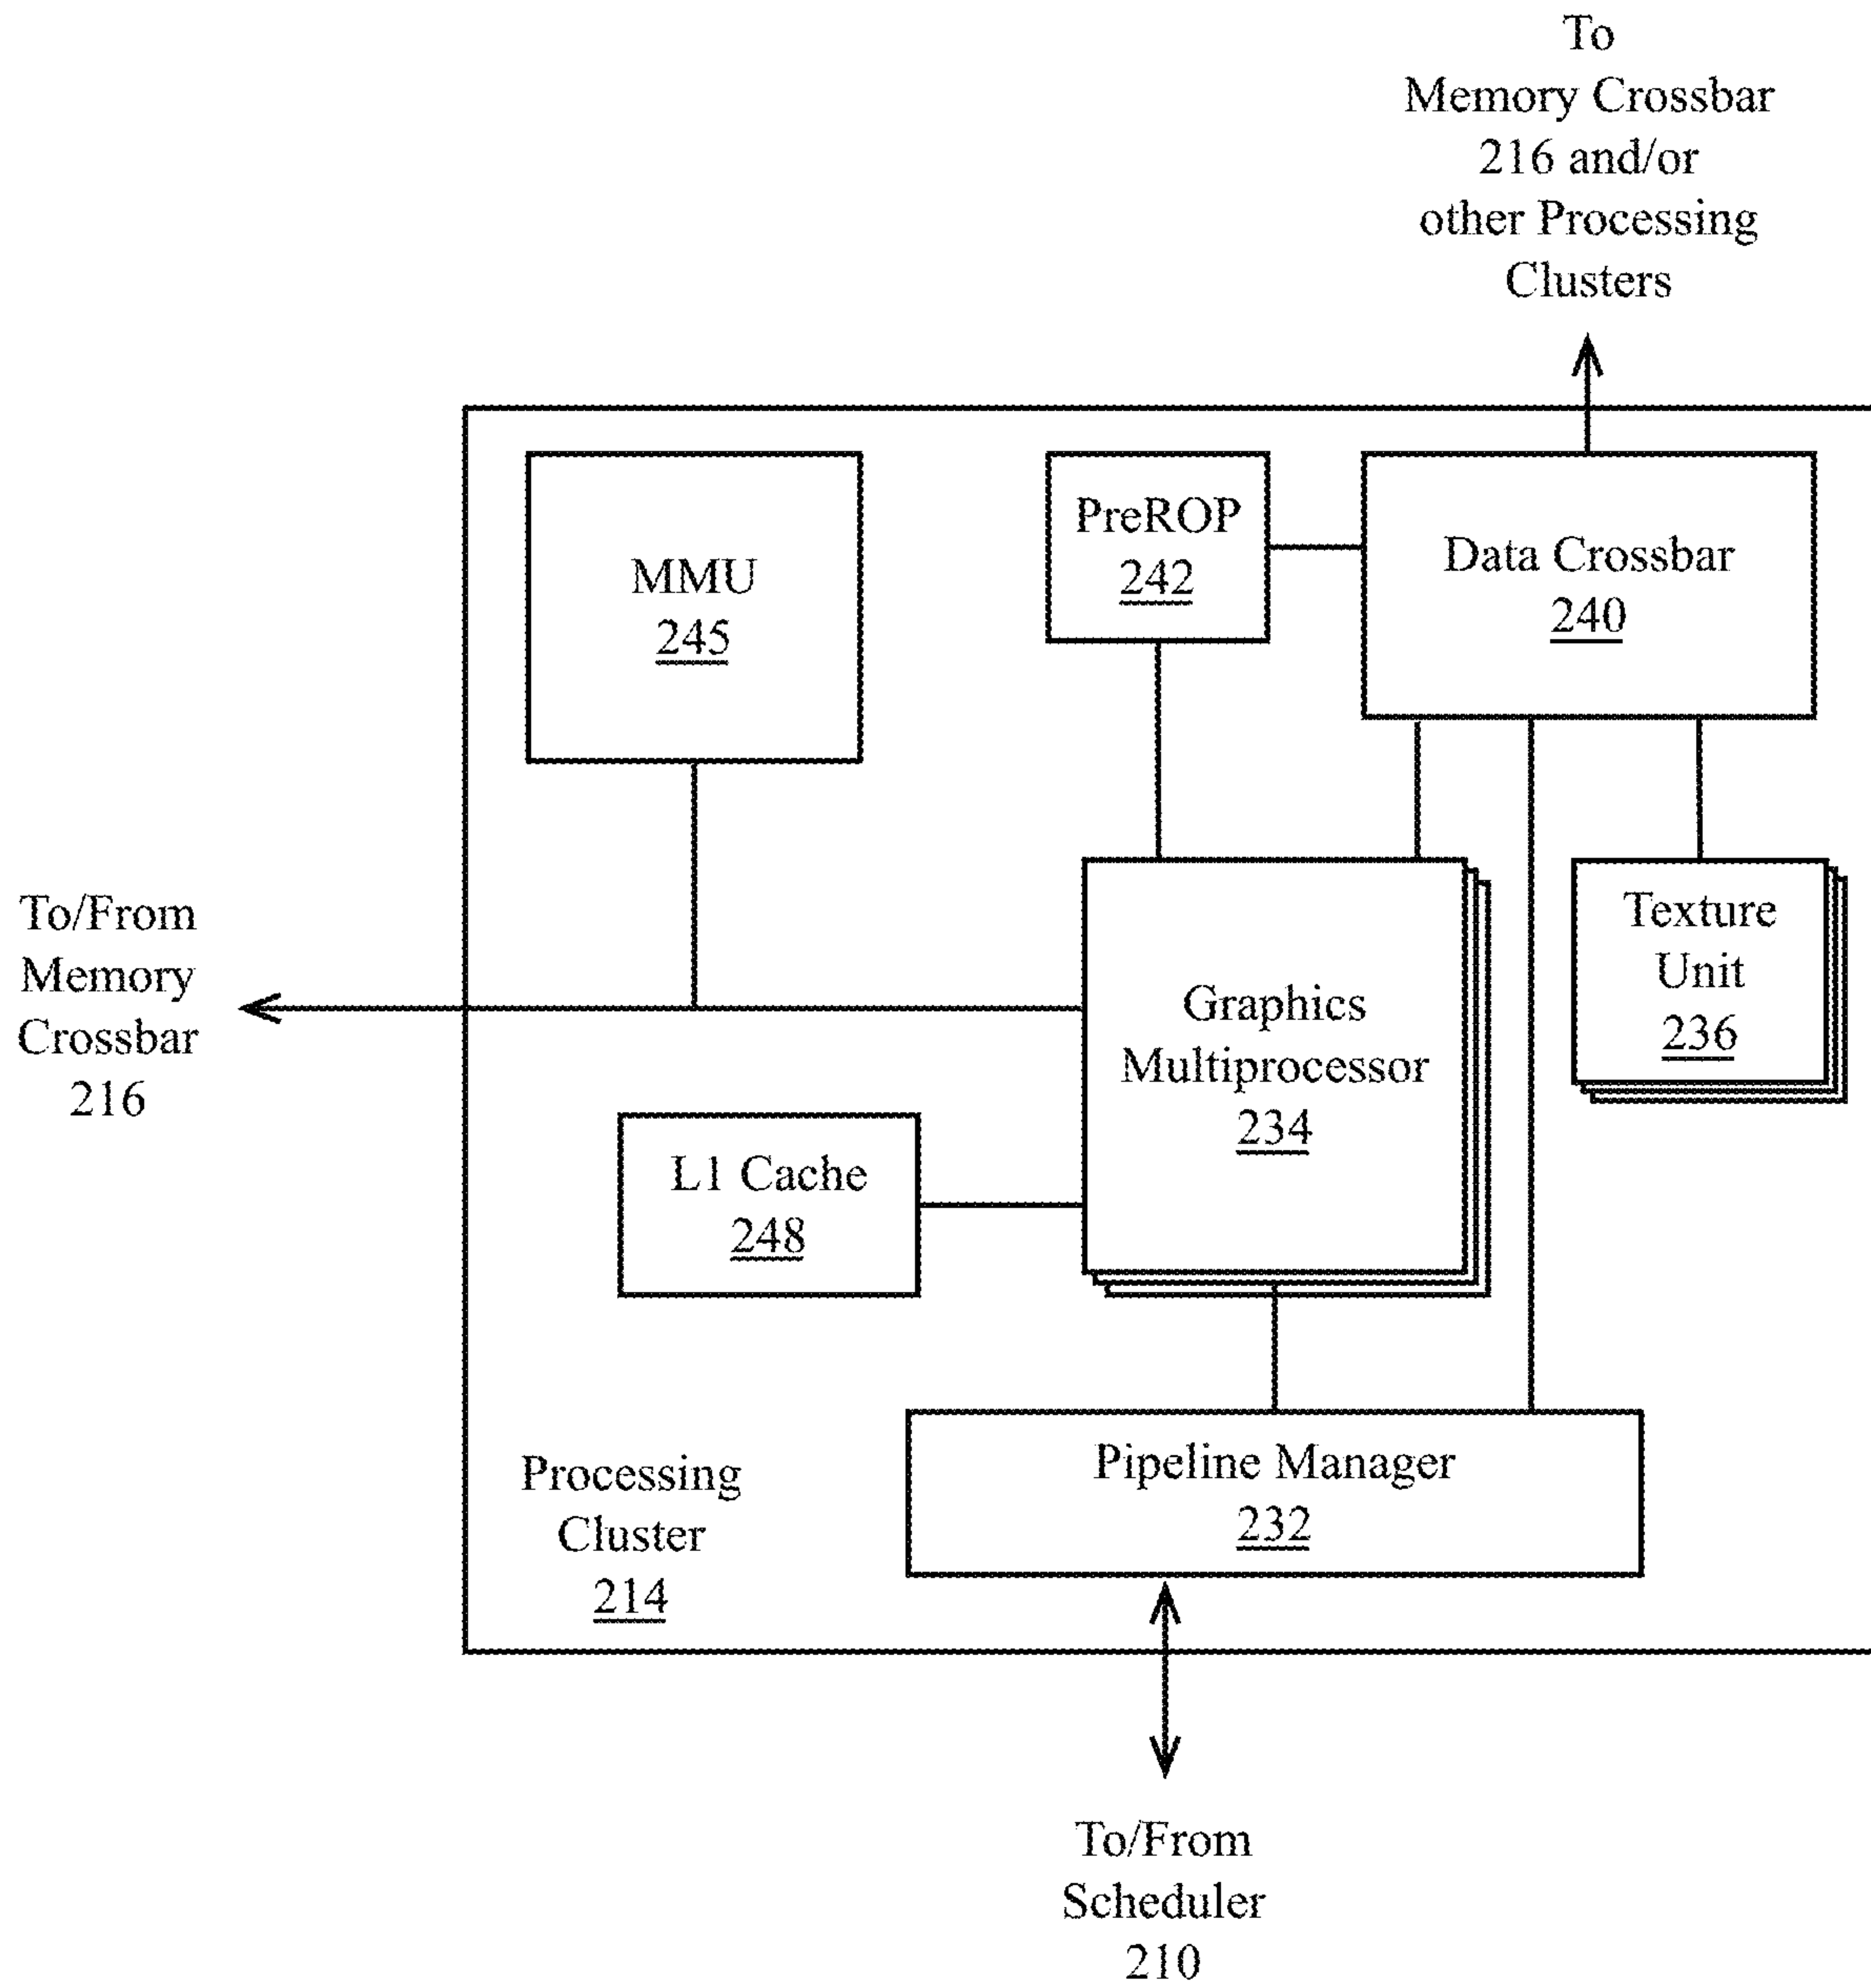 To
Memory Crossbar
216 and/or
other Processing
Clusters
MMU
245
PreROP
242
Data Crossbar
240
To/From
Memory
Crossbar
216
Graphics
Multiprocessor
234
Texture
Unit
236
L1 Cache
248
Processing
Cluster
214
Pipeline Manager
232
To/From
Scheduler
210